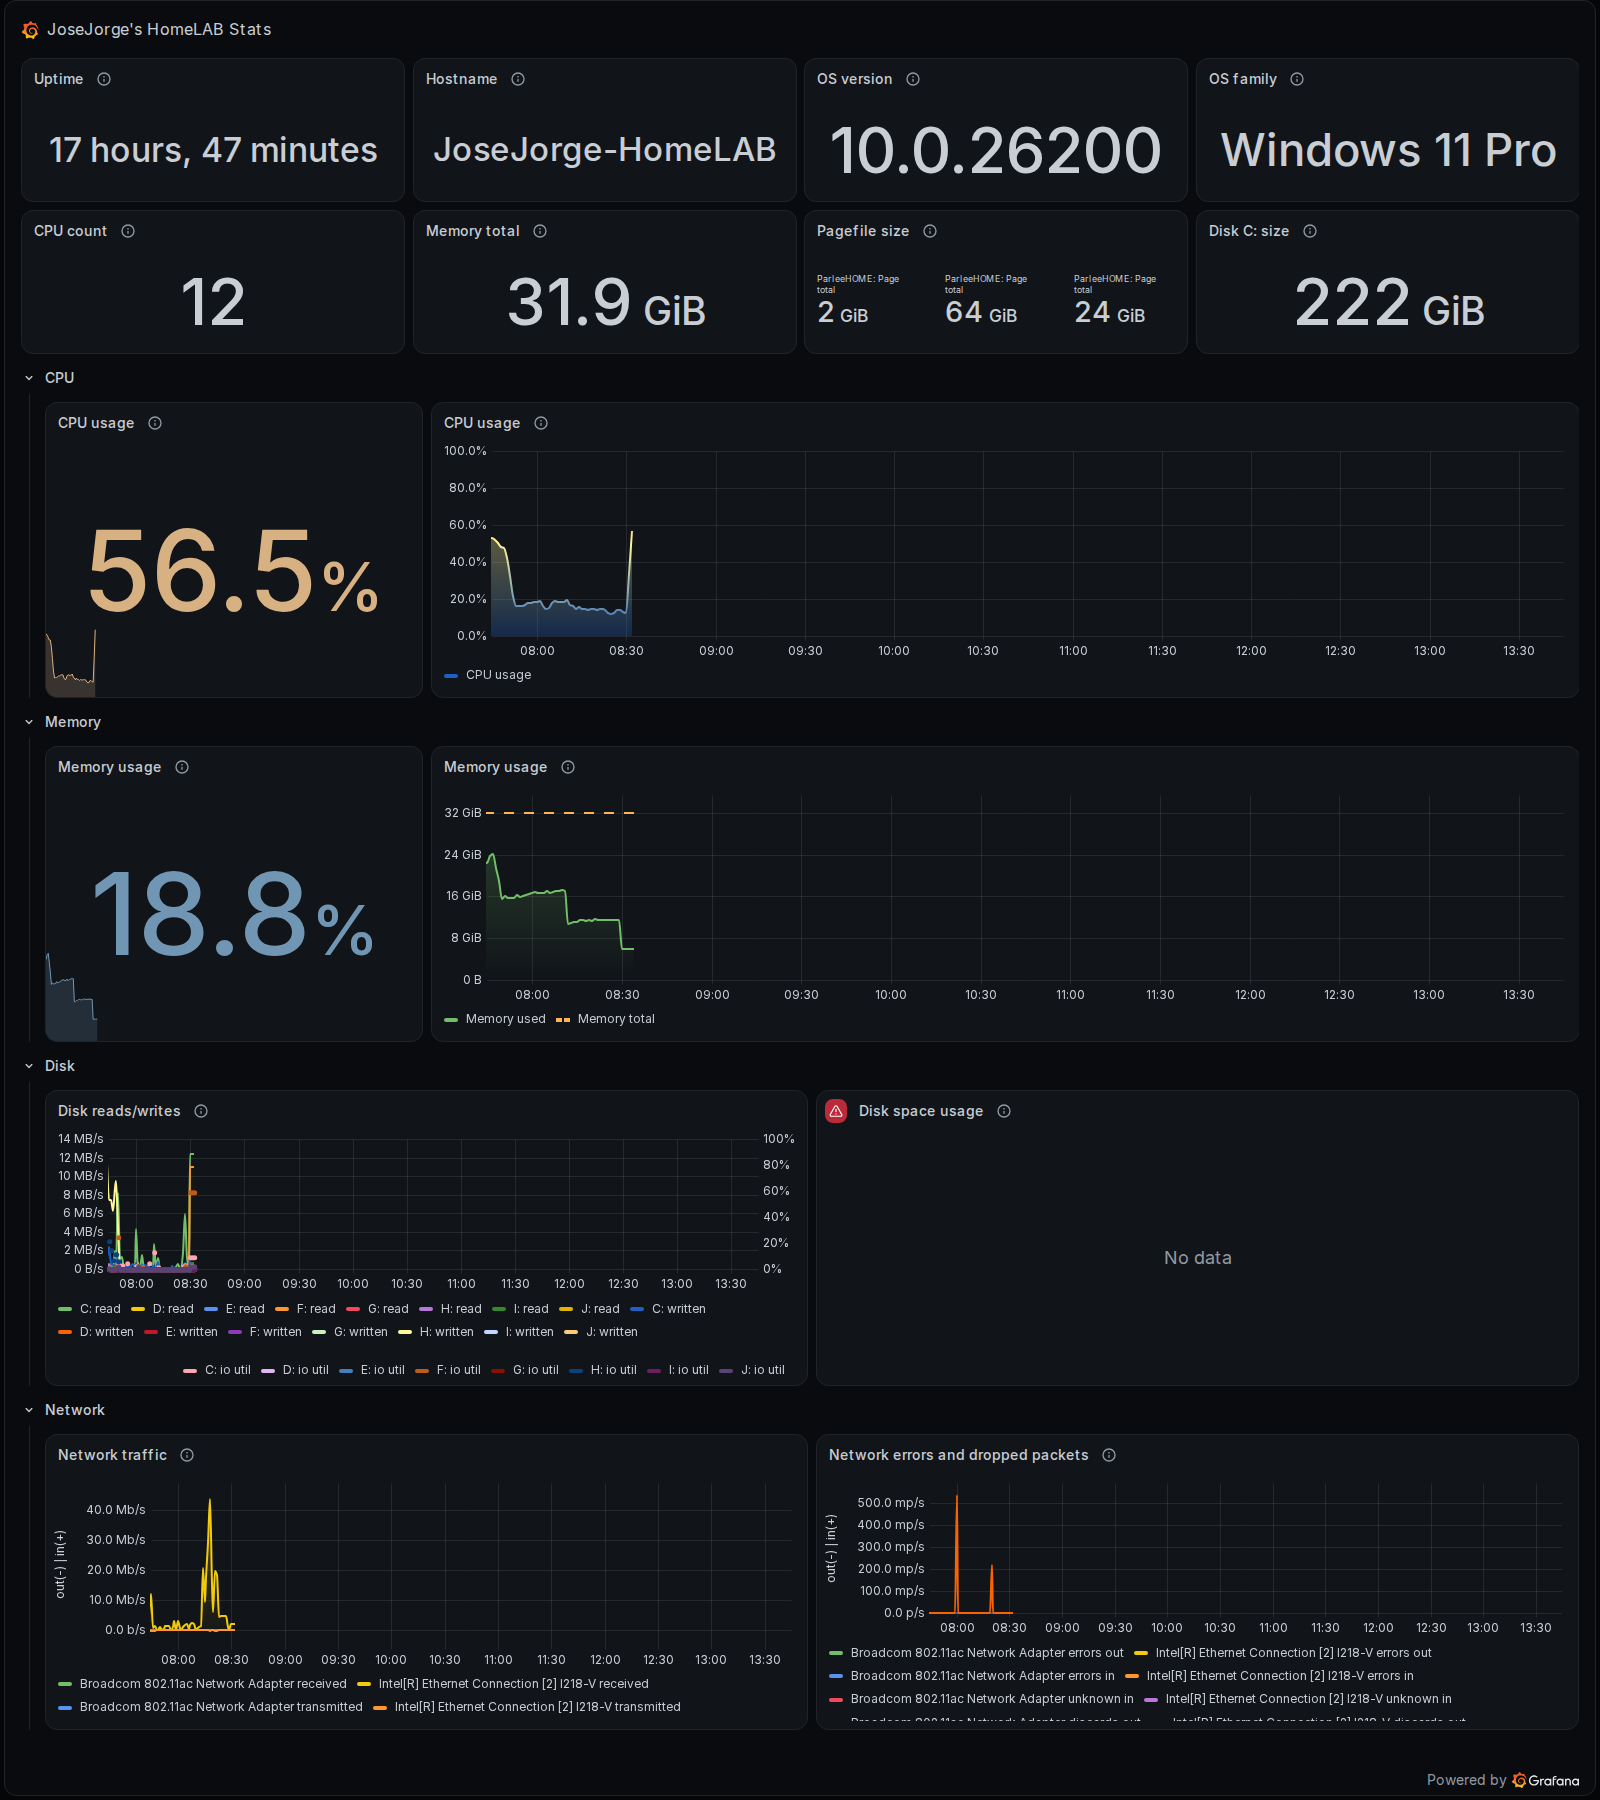 JoseJorge's HomeLAB Stats
Uptime
Hostname
OS version
OS family
17 hours, 47 minutes
JoseJorge-HomeLAB
10.0.26200
Windows 11 Pro
CPU count
Memory total
Pagefile size
Disk C: size
12
31.9 GiB
ParleeHOME: Page total
2 GiB
ParleeHOME: Page total
64 GiB
ParleeHOME: Page total
24 GiB
222 GiB
CPU
CPU usage
56.5%
CPU usage
100.0%
80.0%
60.0%
40.0%
20.0%
0.0%
08:00 08:30 09:00 09:30 10:00 10:30 11:00 11:30 12:00 12:30 13:00 13:30
CPU usage
Memory
Memory usage
18.8%
Memory usage
32 GiB
24 GiB
16 GiB
8 GiB
0 B
08:00 08:30 09:00 09:30 10:00 10:30 11:00 11:30 12:00 12:30 13:00 13:30
Memory used Memory total
Disk
Disk reads/writes
14 MB/s 100%
12 MB/s 80%
10 MB/s
8 MB/s 60%
6 MB/s 40%
4 MB/s
2 MB/s 20%
0 B/s 0%
08:00 08:30 09:00 09:30 10:00 10:30 11:00 11:30 12:00 12:30 13:00 13:30
C: read D: read E: read F: read G: read H: read I: read J: read C: written
D: written E: written F: written G: written H: written I: written J: written
C: io util D: io util E: io util F: io util G: io util H: io util I: io util J: io util
Disk space usage
No data
Network
Network traffic
out(-) | in(+)
40.0 Mb/s
30.0 Mb/s
20.0 Mb/s
10.0 Mb/s
0.0 b/s
08:00 08:30 09:00 09:30 10:00 10:30 11:00 11:30 12:00 12:30 13:00 13:30
Broadcom 802.11ac Network Adapter received Intel[R] Ethernet Connection [2] I218-V received
Broadcom 802.11ac Network Adapter transmitted Intel[R] Ethernet Connection [2] I218-V transmitted
Network errors and dropped packets
out(-) | in(+)
500.0 mp/s
400.0 mp/s
300.0 mp/s
200.0 mp/s
100.0 mp/s
0.0 p/s
08:00 08:30 09:00 09:30 10:00 10:30 11:00 11:30 12:00 12:30 13:00 13:30
Broadcom 802.11ac Network Adapter errors out Intel[R] Ethernet Connection [2] I218-V errors out
Broadcom 802.11ac Network Adapter errors in Intel[R] Ethernet Connection [2] I218-V errors in
Broadcom 802.11ac Network Adapter unknown in Intel[R] Ethernet Connection [2] I218-V unknown in
Broadcom 802.11ac Network Adapter discards out Intel[R] Ethernet Connection [2] I218-V discards out
Powered by Grafana